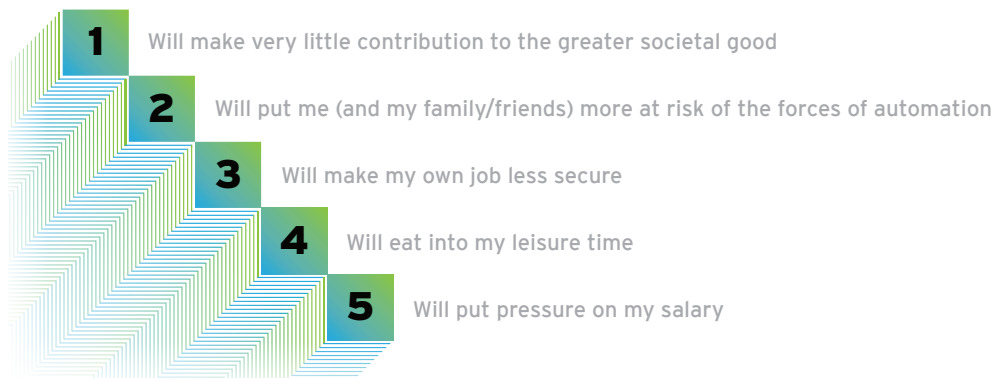 1 Will make very little contribution to the greater societal good
2 Will put me (and my family/friends) more at risk of the forces of automation
3 Will make my own job less secure
4 Will eat into my leisure time
5 Will put pressure on my salary